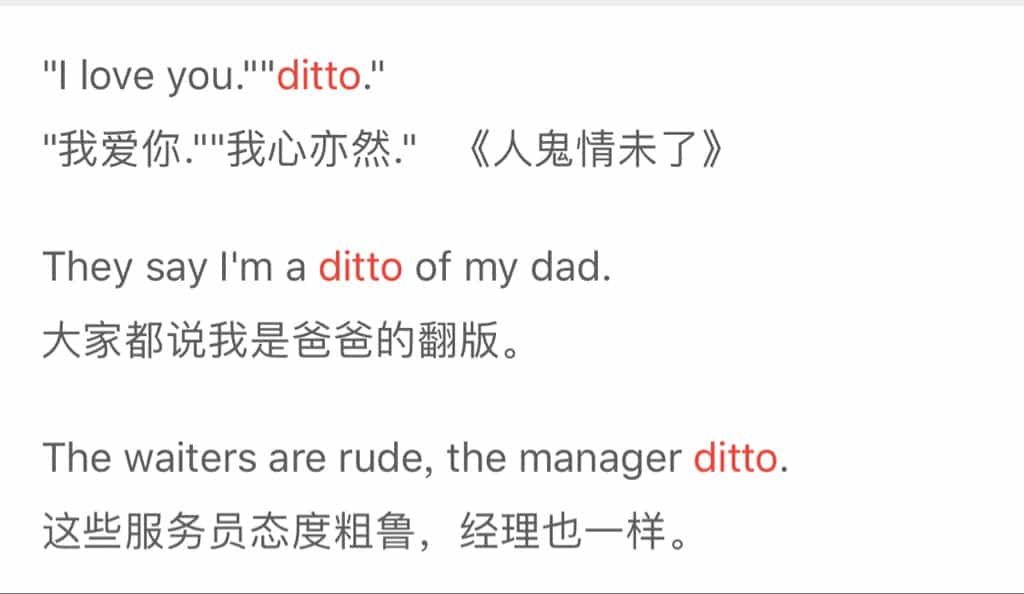 "I love you.""ditto."
"我爱你.""我心亦然."　《人鬼情未了》
They say I'm a ditto of my dad.
大家都说我是爸爸的翻版。
The waiters are rude, the manager ditto.
这些服务员态度粗鲁，经理也一样。